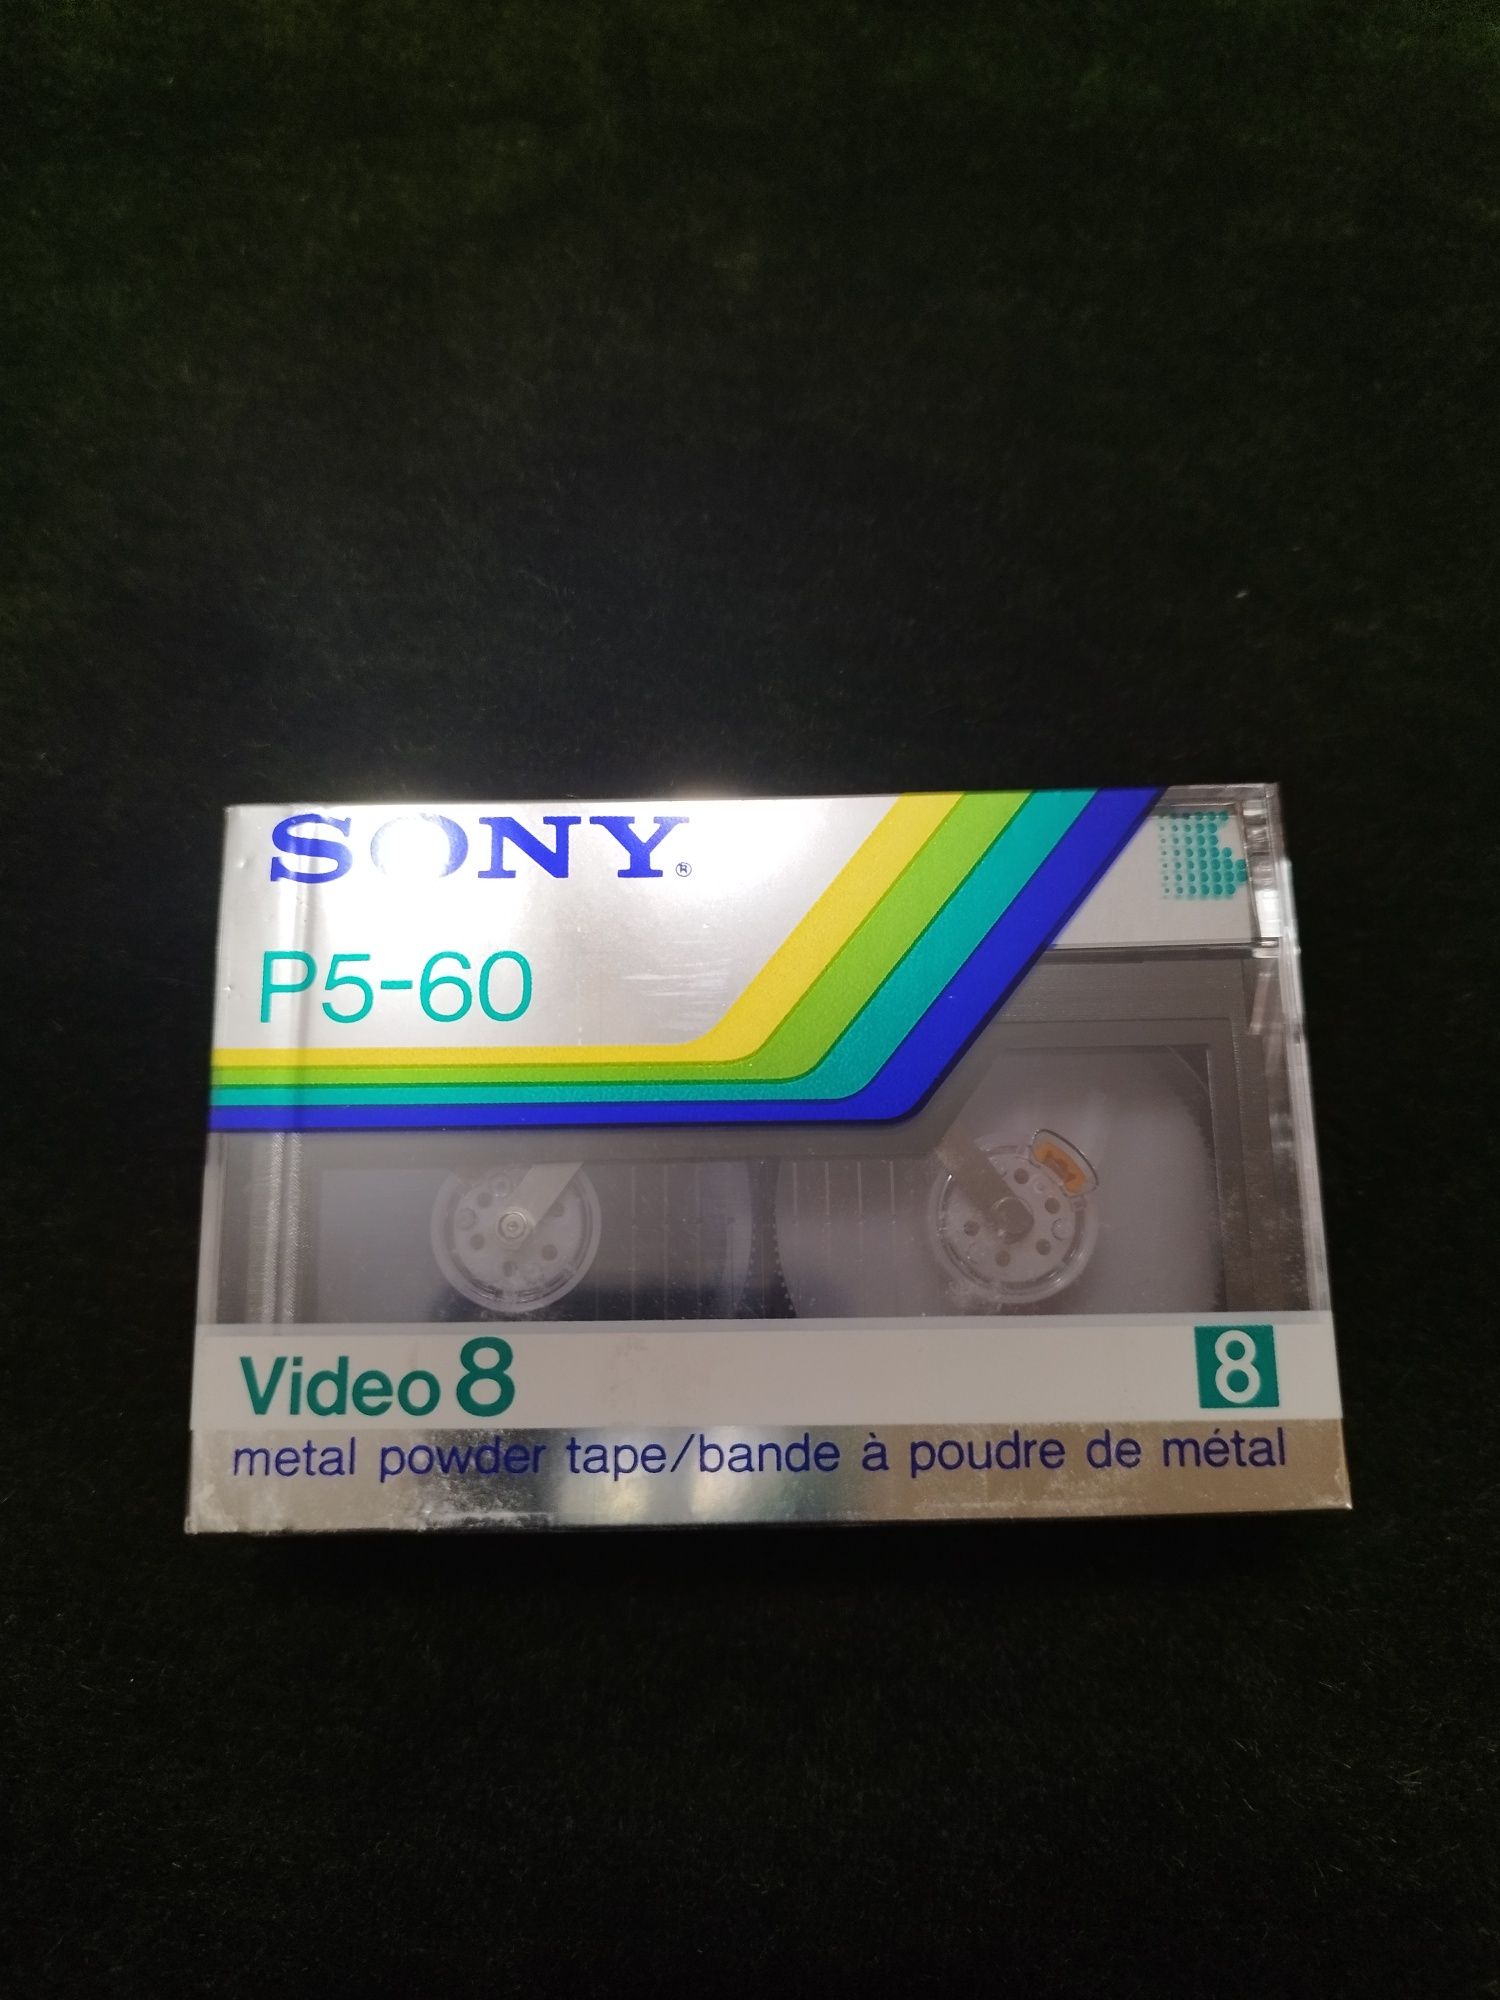 SONY®
P5-60
Video 8
8
metal powder tape/bande à poudre de métal